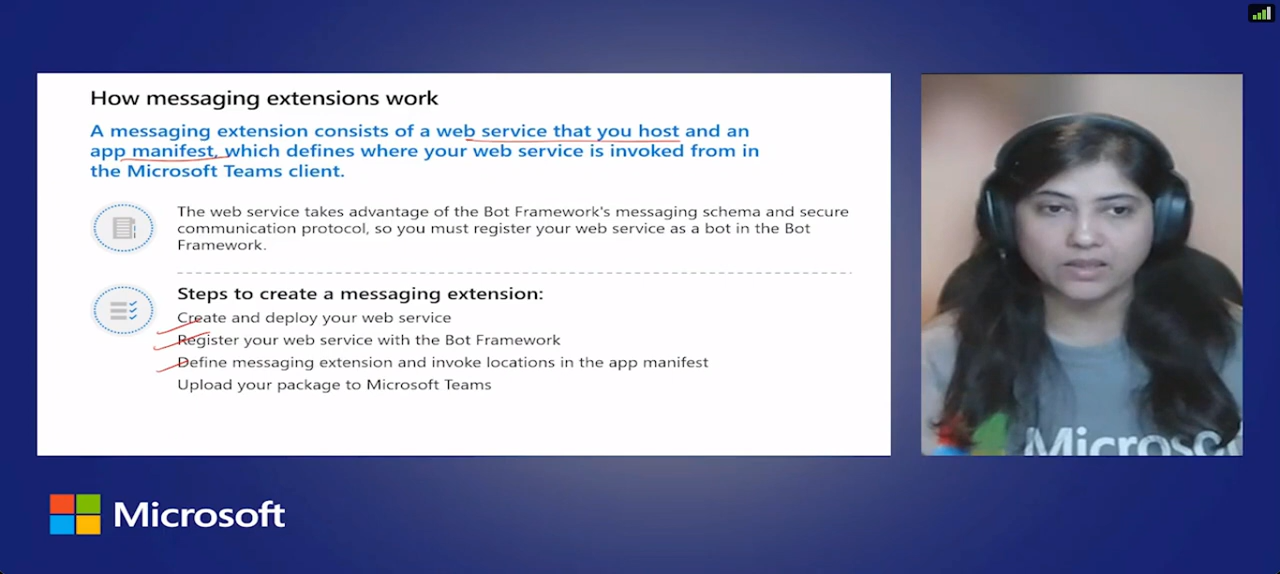 How messaging extensions work
A messaging extension consists of a web service that you host and an
app manifest, which defines where your web service is invoked from in
the Microsoft Teams client.
The web service takes advantage of the Bot Framework's messaging schema and secure
communication protocol, so you must register your web service as a bot in the Bot
Framework.
Steps to create a messaging extension:
Create and deploy your web service
Register your web service with the Bot Framework
Define messaging extension and invoke locations in the app manifest
Upload your package to Microsoft Teams
Microsoft
Microsoft